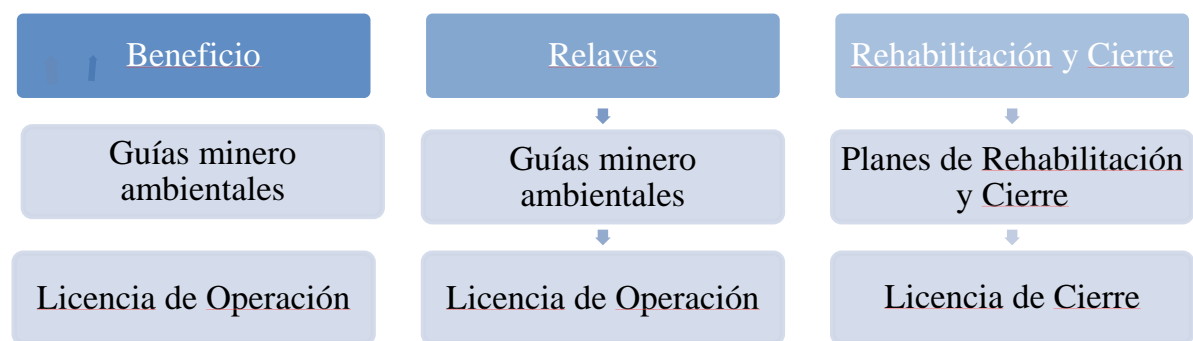 Beneficio
Guías minero
ambientales
Licencia de Operación
Relaves
Guías minero
ambientales
Licencia de Operación
Rehabilitación y Cierre
Planes de Rehabilitación
y Cierre
Licencia de Cierre